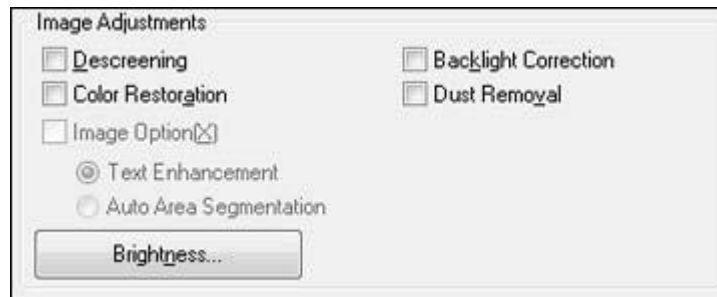 Image Adjustments
Descreening
Backlight Correction
Color Restoration
Dust Removal
Image Option(X)
Text Enhancement
Auto Area Segmentation
Brightness...